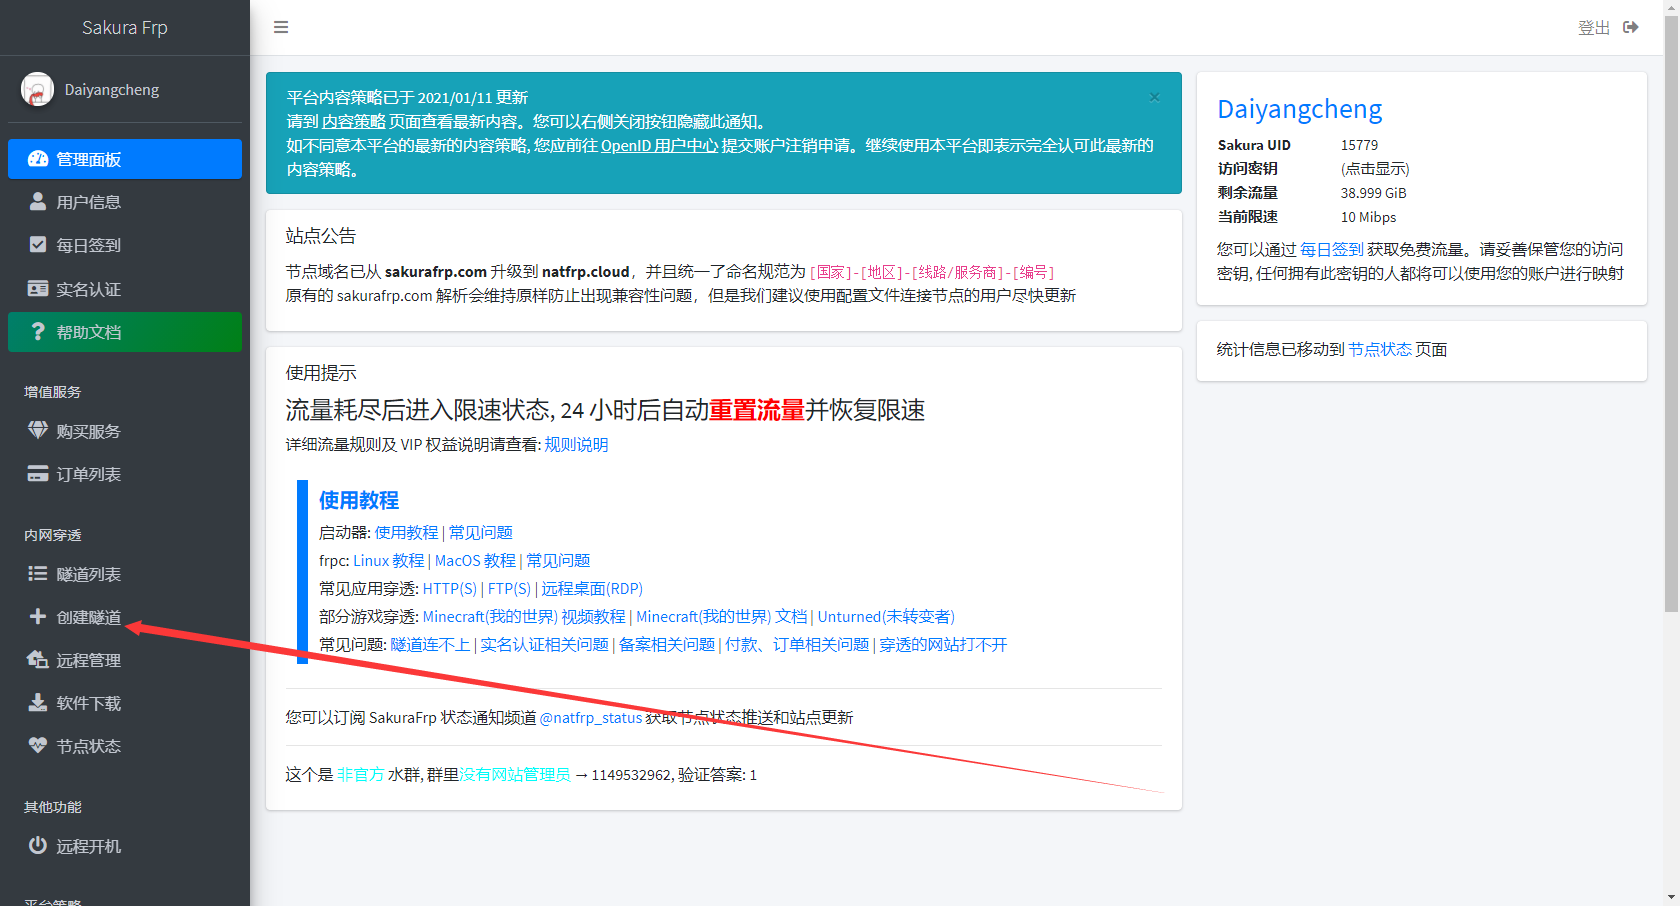 Sakura Frp
登出
Daiyangcheng
管理面板
用户信息
每日签到
实名认证
帮助文档
增值服务
购买服务
订单列表
内网穿透
隧道列表
创建隧道
远程管理
软件下载
节点状态
其他功能
远程开机
平台策略
平台内容策略已于 2021/01/11 更新
请到 内容策略 页面查看最新内容。您可以右侧关闭按钮隐藏此通知。
如不同意本平台的最新的内容策略, 您应前往 OpenID 用户中心 提交账户注销申请。继续使用本平台即表示完全认可此最新的
内容策略。
×
站点公告
节点域名已从 sakurafrp.com 升级到 natfrp.cloud，并且统一了命名规范为 [国家]-[地区]-[线路/服务商]-[编号]
原有的 sakurafrp.com 解析会维持原样防止出现兼容性问题，但是我们建议使用配置文件连接节点的用户尽快更新
使用提示
流量耗尽后进入限速状态, 24 小时后自动重置流量并恢复限速
详细流量规则及 VIP 权益说明请查看: 规则说明
使用教程
启动器: 使用教程 | 常见问题
frpc: Linux 教程 | MacOS 教程 | 常见问题
常见应用穿透: HTTP(S) | FTP(S) | 远程桌面(RDP)
部分游戏穿透: Minecraft(我的世界) 视频教程 | Minecraft(我的世界) 文档 | Unturned(未转变者)
常见问题: 隧道连不上 | 实名认证相关问题 | 备案相关问题 | 付款、订单相关问题 | 穿透的网站打不开
您可以订阅 SakuraFrp 状态通知频道 @natfrp_status 获取节点状态推送和站点更新
这个是 非官方 水群, 群里没有网站管理员 → 1149532962, 验证答案: 1
Daiyangcheng
Sakura UID 15779
访问密钥 (点击显示)
剩余流量 38.999 GiB
当前限速 10 Mibps
您可以通过 每日签到 获取免费流量。请妥善保管您的访问
密钥, 任何拥有此密钥的人都将可以使用您的账户进行映射
统计信息已移动到 节点状态 页面